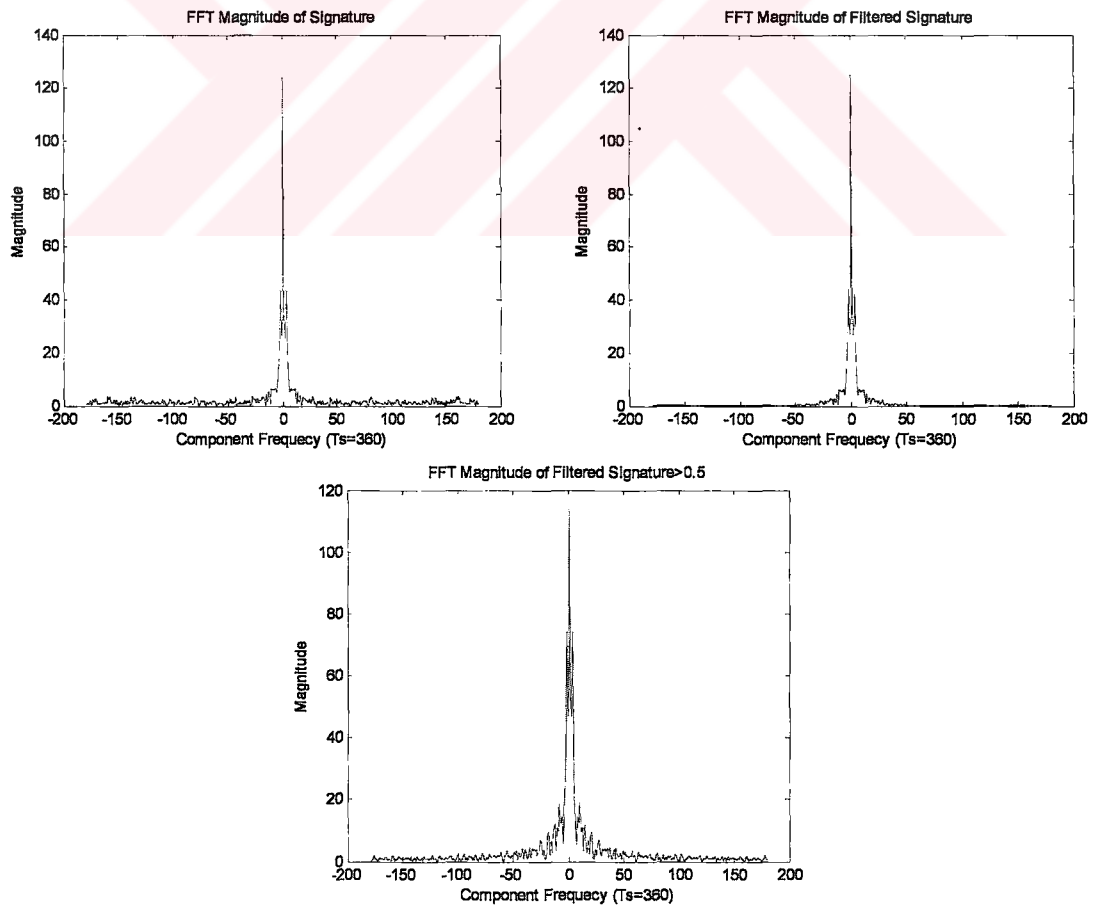 FFT Magnitude of Signature
140
120
100
80
60
40
20
0
Magnitude
-200 -150 -100 -50 0 50 100 150 200
Component Frequecy (Ts=360)
FFT Magnitude of Filtered Signature
140
120
100
80
60
40
20
0
Magnitude
-200 -150 -100 -50 0 50 100 150 200
Component Frequecy (Ts=360)
FFT Magnitude of Filtered Signature>0.5
120
100
80
60
40
20
0
Magnitude
-200 -150 -100 -50 0 50 100 150 200
Component Frequecy (Ts=360)